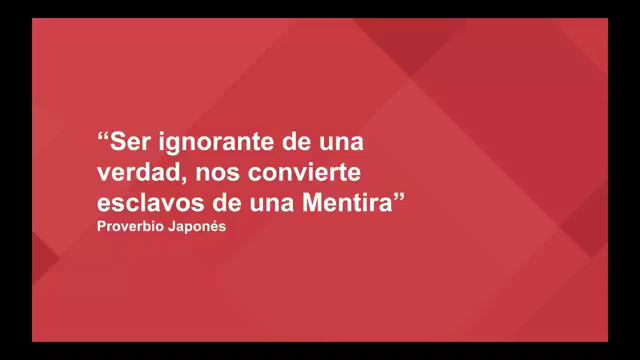 “Ser ignorante de una
verdad, nos convierte
esclavos de una Mentira”
Proverbio Japonés